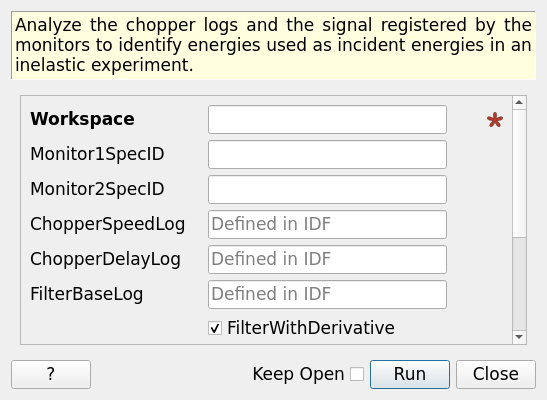 Analyze the chopper logs and the signal registered by the
monitors to identify energies used as incident energies in an
inelastic experiment.
Workspace
Monitor1SpecID
Monitor2SpecID
ChopperSpeedLog Defined in IDF
ChopperDelayLog Defined in IDF
FilterBaseLog Defined in IDF
FilterWithDerivative
? Keep Open Run Close